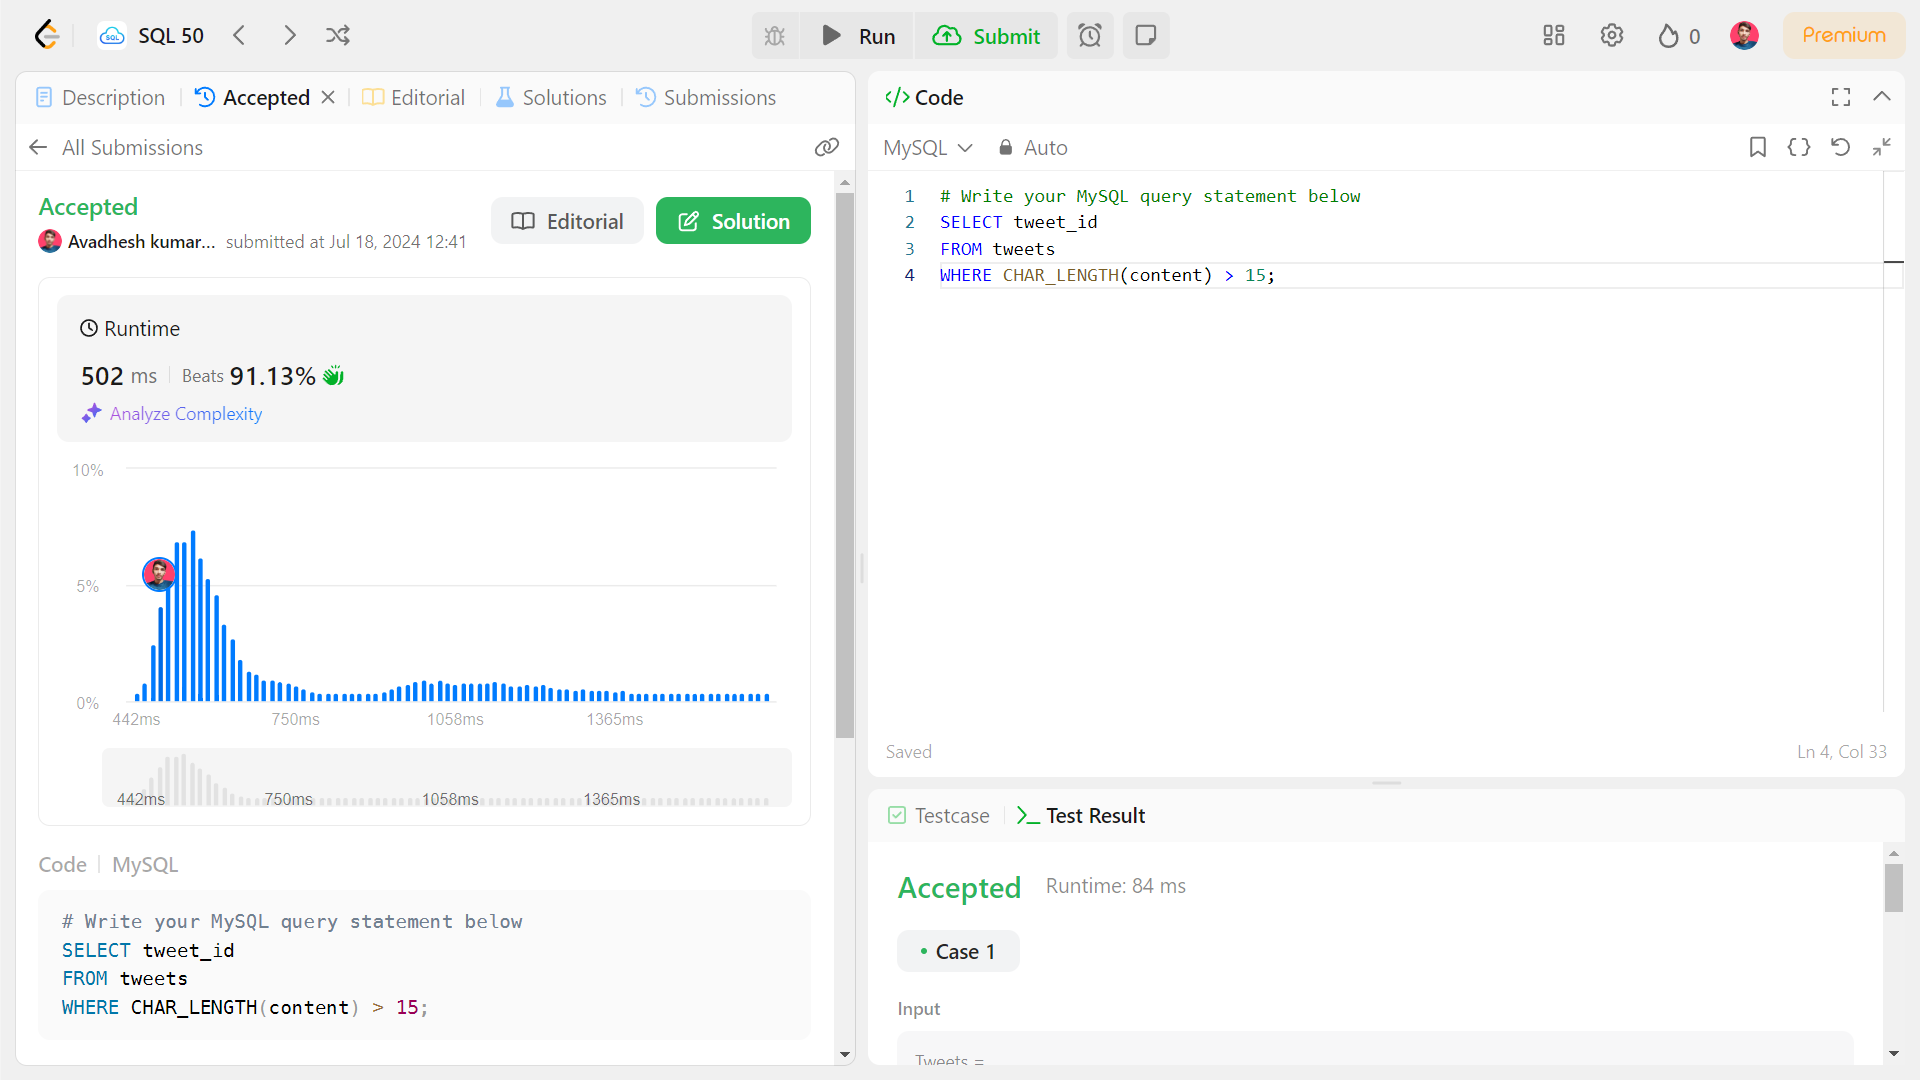 SQL 50
Run
Submit
0
Premium
Description
Accepted
Editorial
Solutions
Submissions
All Submissions
Accepted
Avadhesh kumar... submitted at Jul 18, 2024 12:41
Editorial
Solution
Runtime
502 ms Beats 91.13%
Analyze Complexity
10%
5%
0%
442ms 750ms 1058ms 1365ms
442ms 750ms 1058ms 1365ms
Code MySQL
# Write your MySQL query statement below
SELECT tweet_id
FROM tweets
WHERE CHAR_LENGTH(content) > 15;
</> Code
MySQL Auto
1 # Write your MySQL query statement below
2 SELECT tweet_id
3 FROM tweets
4 WHERE CHAR_LENGTH(content) > 15;
Saved
Ln 4, Col 33
Testcase
Test Result
Accepted Runtime: 84 ms
Case 1
Input
Tweets =